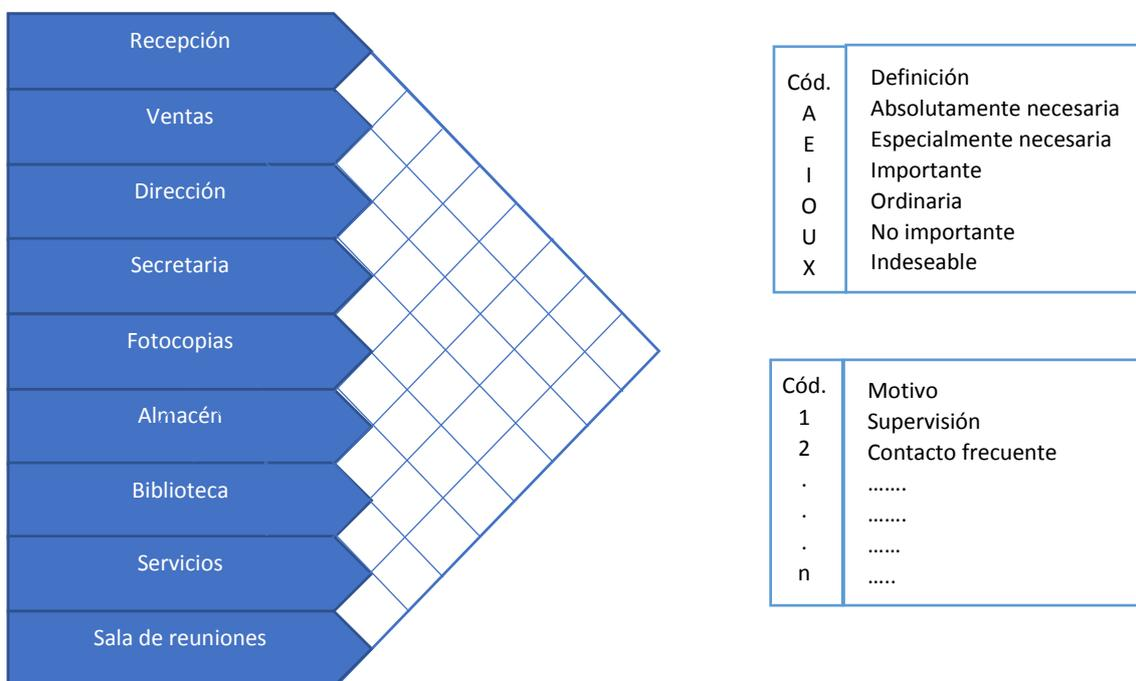 Recepción
Ventas
Dirección
Secretaria
Fotocopias
Almacén
Biblioteca
Servicios
Sala de reuniones
Cód. Definición
A Absolutamente necesaria
E Especialmente necesaria
I Importante
O Ordinaria
U No importante
X Indeseable
Cód. Motivo
1 Supervisión
2 Contacto frecuente
. …….
. …….
. ……
n …..